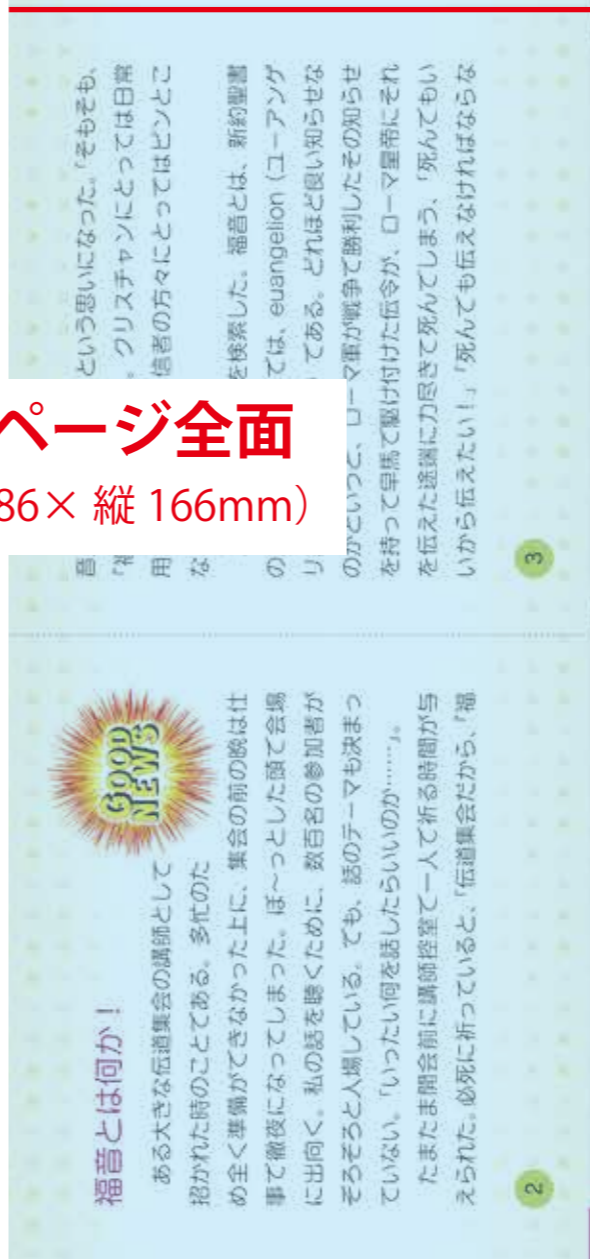 福音とは何か！
GOOD
NEWS
ある大きな伝道集会の講師として
招かれた時のことである。多忙のた
め全く準備ができなかった上に、集会の前の晩は仕
事で徹夜になってしまった。ぼ〜っとした頭で会場
に出向く。私の話を聴くために、数百名の参加者が
ぞろぞろと入場している。でも、話のテーマも決まっ
ていない。「いったい何を話したらいいのか……」。
たまたま開会前に講師控室で一人で祈る時間が与
えられた。必死に祈っていると、「伝道集会だから、「福
2
という思いになった。「そもそも、
。クリスチャンにとっては日常
用 信者の方々にとってはピンとこ
な
を検索した。福音とは、新約聖書
の では、euangelion（ユーアンゲ
リ である。どれほど良い知らせな
のかというと、ローマ軍が戦争で勝利したその知らせ
を持って早馬で駆け付けた伝令が、ローマ皇帝にそれ
を伝えた途端に力尽きて死んでしまう、「死んでもい
いから伝えたい！」「死んでも伝えなければならな
3
ページ全面
86× 縦 166mm）